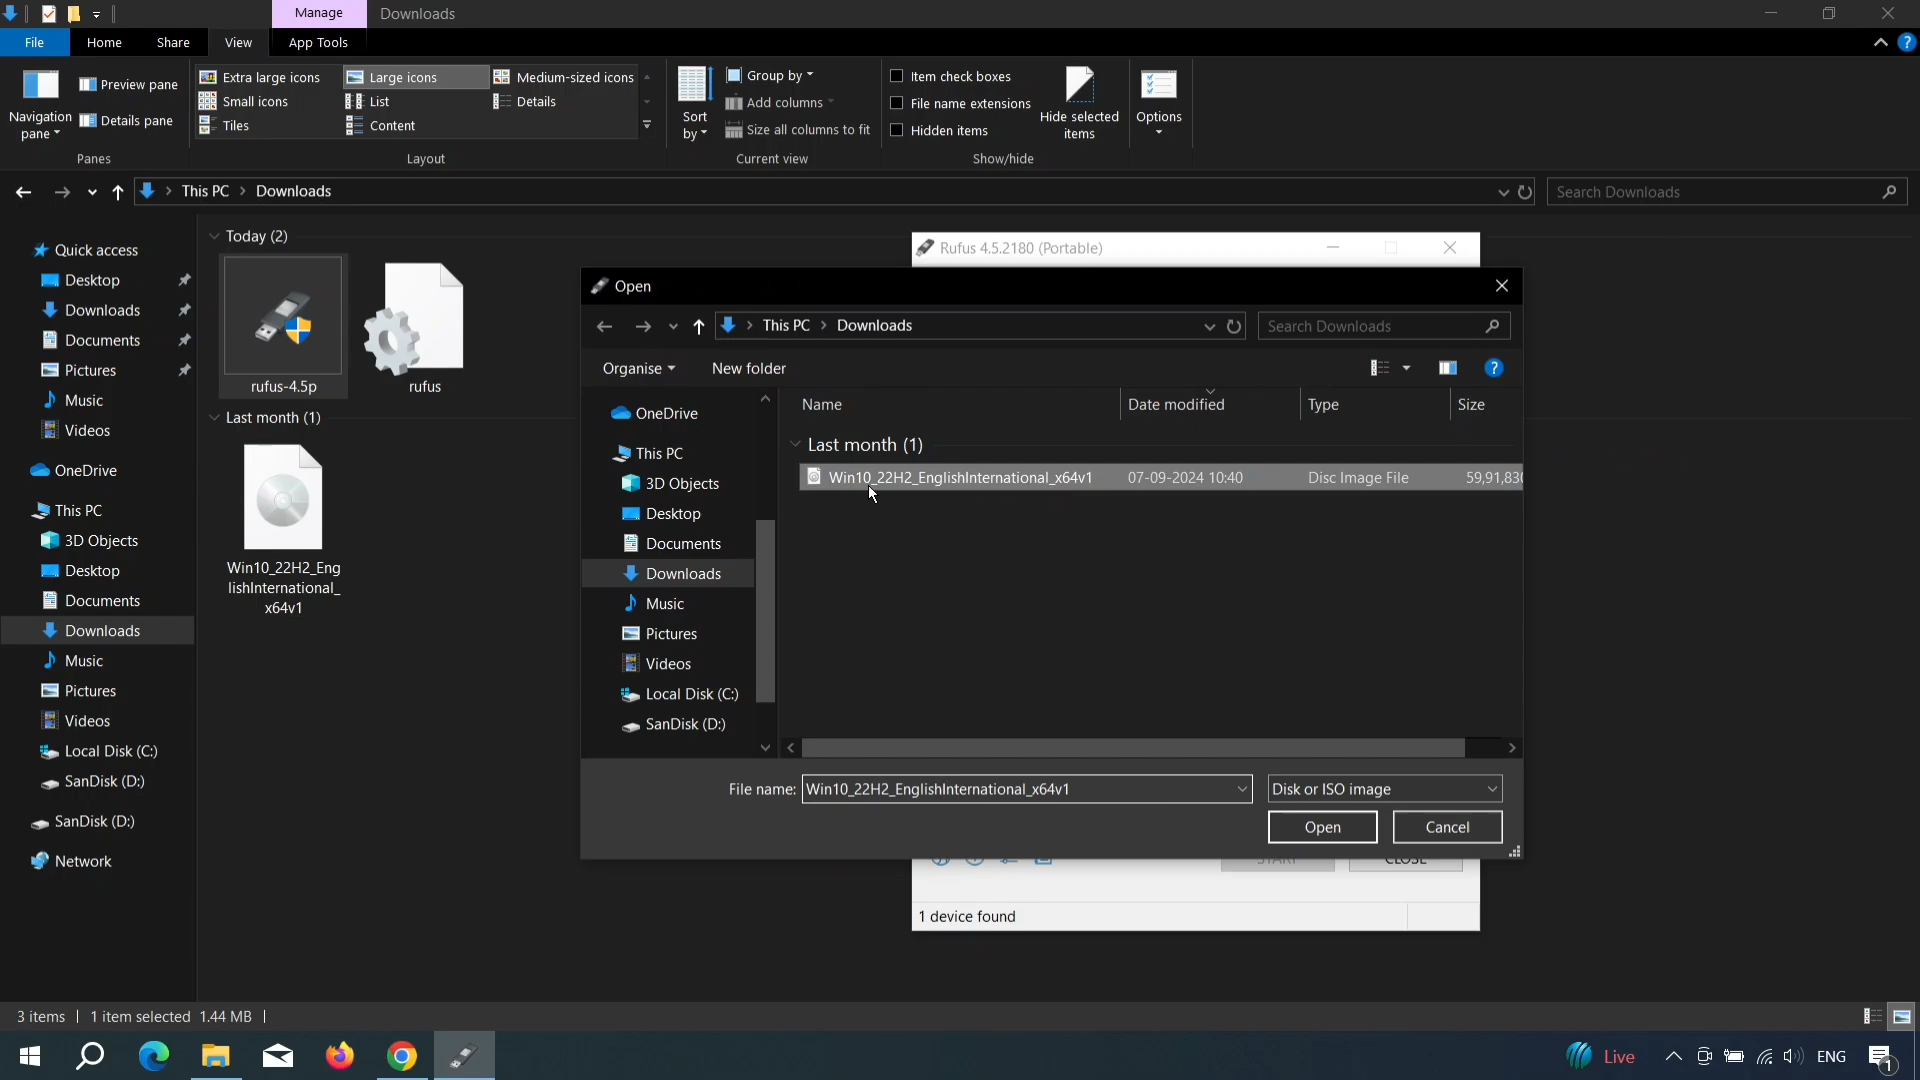 Manage
Downloads
File
Home
Share
View
App Tools
Navigation pane
Preview pane
Details pane
Panes
Extra large icons
Large icons
Medium-sized icons
Small icons
List
Details
Tiles
Content
Layout
Sort by
Group by
Add columns
Size all columns to fit
Current view
Item check boxes
File name extensions
Hidden items
Hide selected items
Show/hide
Options
This PC > Downloads
Search Downloads
Quick access
Desktop
Downloads
Documents
Pictures
Music
Videos
OneDrive
This PC
3D Objects
Desktop
Documents
Downloads
Music
Pictures
Videos
Local Disk (C:)
SanDisk (D:)
SanDisk (D:)
Network
Today (2)
rufus-4.5p
rufus
Last month (1)
Win10_22H2_Eng
lishInternational_
x64v1
Rufus 4.5.2180 (Portable)
Open
This PC > Downloads
Search Downloads
Organise
New folder
OneDrive
This PC
3D Objects
Desktop
Documents
Downloads
Music
Pictures
Videos
Local Disk (C:)
SanDisk (D:)
Name
Date modified
Type
Size
Last month (1)
Win10_22H2_EnglishInternational_x64v1 07-09-2024 10:40 Disc Image File 59,91,830
File name: Win10_22H2_EnglishInternational_x64v1
Disk or ISO image
Open
Cancel
START
CLOSE
1 device found
3 items
1 item selected 1.44 MB
Live
ENG
1